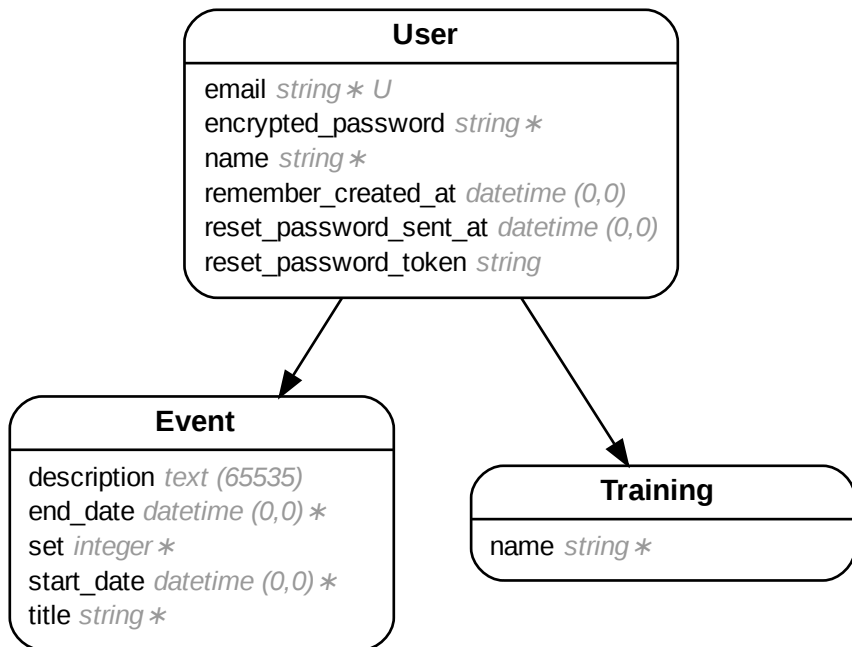 User
email string ∗ U
encrypted_password string ∗
name string ∗
remember_created_at datetime (0,0)
reset_password_sent_at datetime (0,0)
reset_password_token string
Event
description text (65535)
end_date datetime (0,0) ∗
set integer ∗
start_date datetime (0,0) ∗
title string ∗
Training
name string ∗